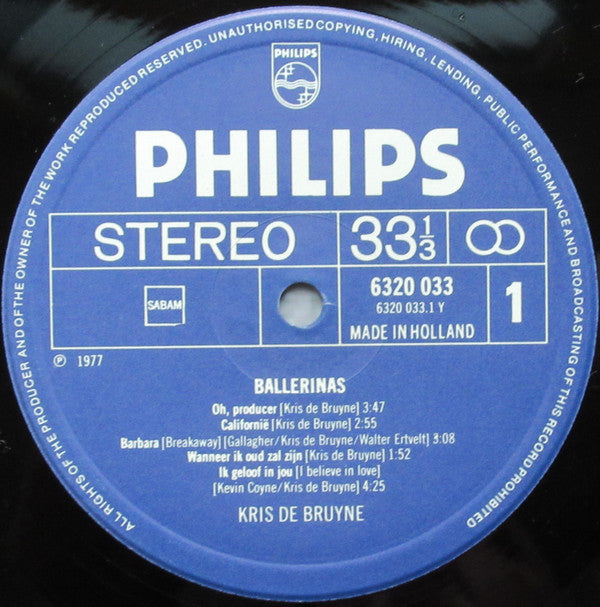 ALL RIGHTS OF THE PRODUCER AND OF THE OWNER OF THE WORK REPRODUCED RESERVED. UNAUTHORISED COPYING, HIRING, LENDING, PUBLIC PERFORMANCE AND BROADCASTING OF THIS RECORD PROHIBITED
PHILIPS
PHILIPS
STEREO 33 1/3
SABAM
6320 033
6320 033.1 Y
MADE IN HOLLAND
1
℗ 1977
BALLERINAS
Oh, producer [Kris de Bruyne] 3:47
Californië [Kris de Bruyne] 2:55
Barbara [Breakaway] [Gallagher/Kris de Bruyne/Walter Ertvelt] 3:08
Wanneer ik oud zal zijn [Kris de Bruyne] 1:52
Ik geloof in jou [I believe in love]
[Kevin Coyne/Kris de Bruyne] 4:25
KRIS DE BRUYNE